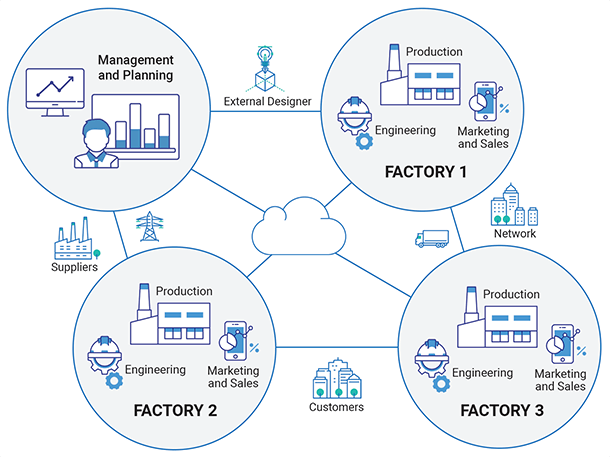 Management
and Planning
External Designer
Production
Engineering
Marketing
and Sales
FACTORY 1
Suppliers
Network
Production
Engineering
Marketing
and Sales
FACTORY 2
Customers
Production
Engineering
Marketing
and Sales
FACTORY 3